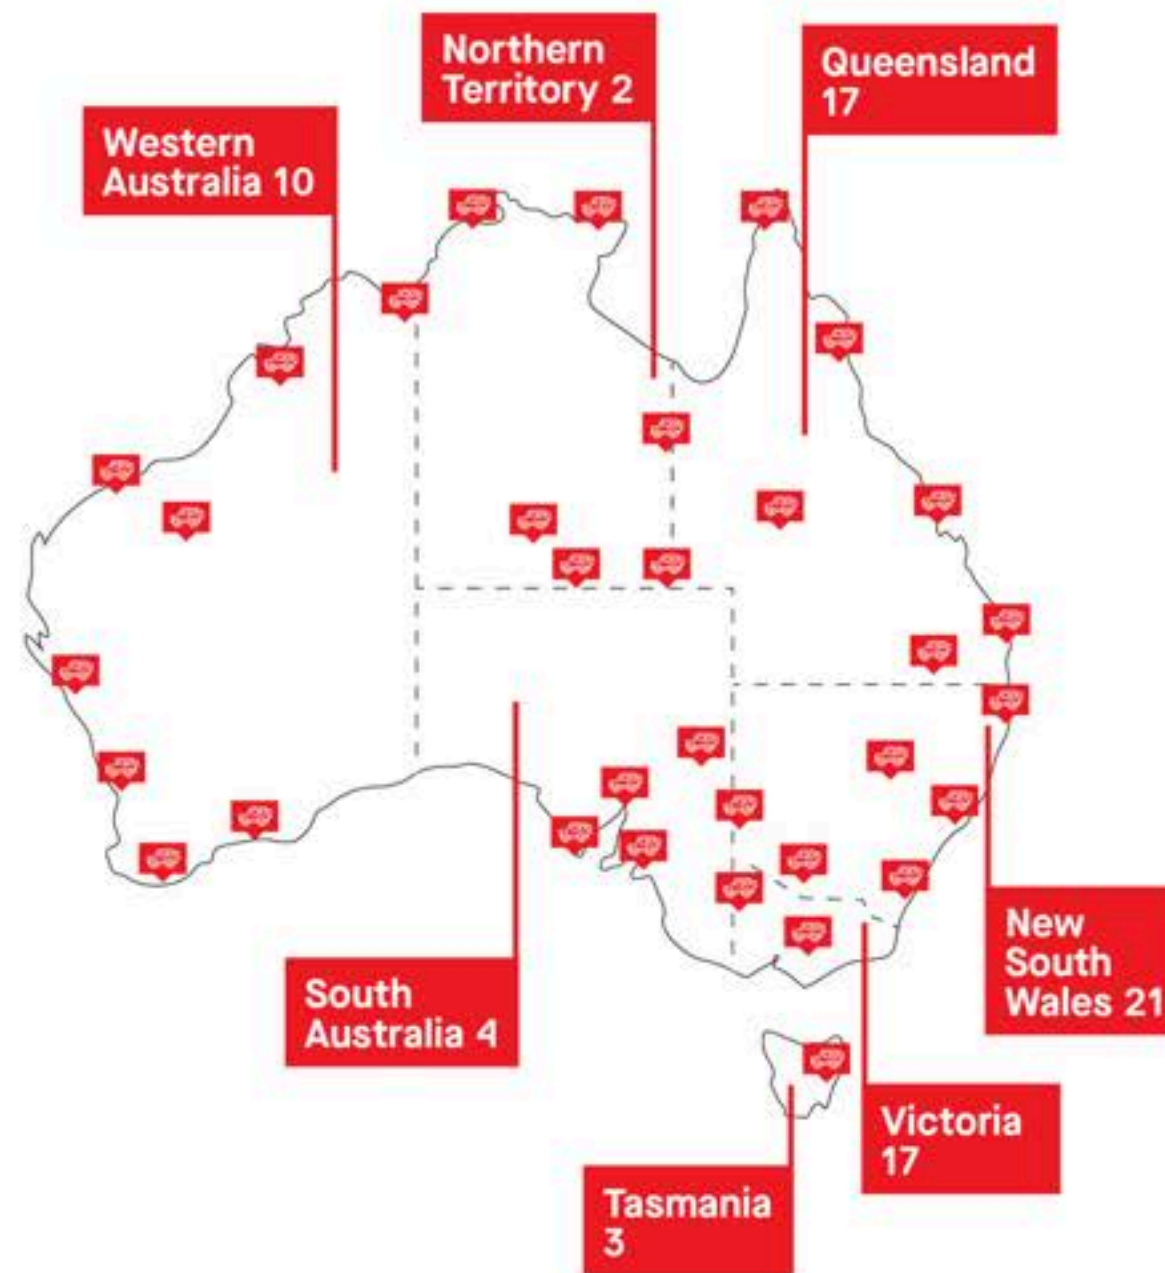 Northern
Territory 2
Queensland
17
Western
Australia 10
New
South
Wales 21
South
Australia 4
Victoria
17
Tasmania
3